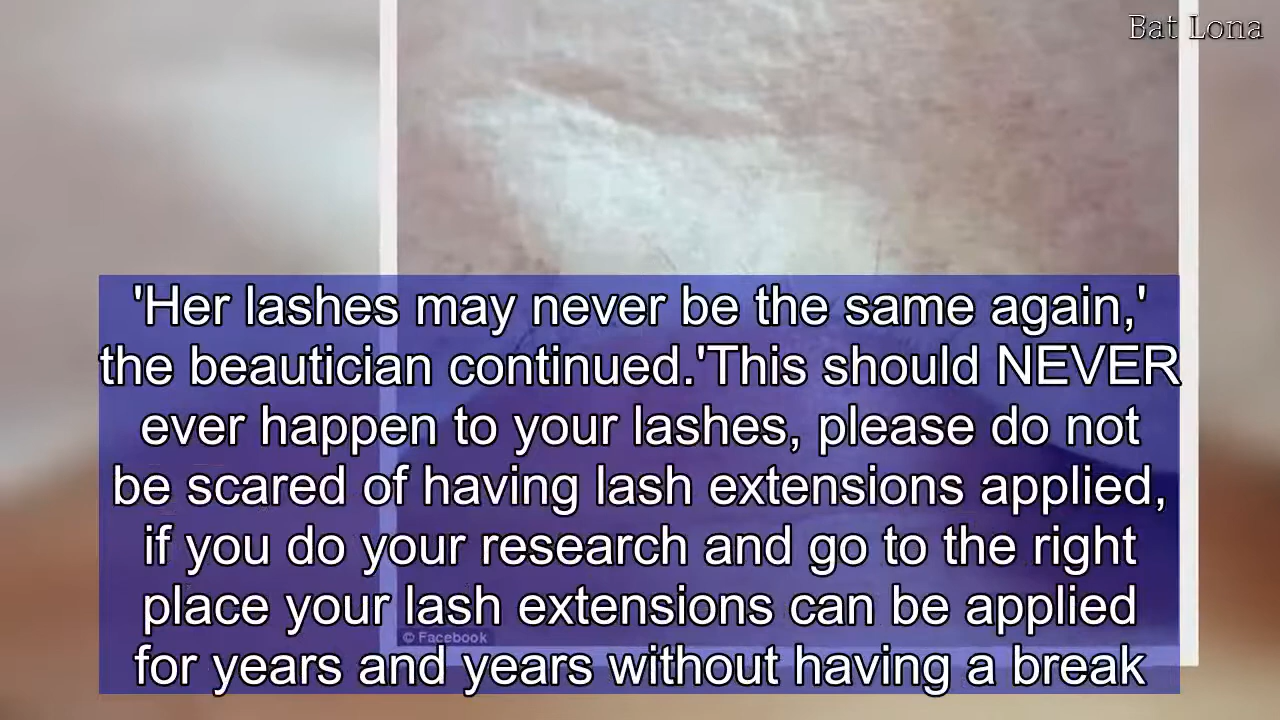 Bat Lona
'Her lashes may never be the same again,'
the beautician continued.'This should NEVER
ever happen to your lashes, please do not
be scared of having lash extensions applied,
if you do your research and go to the right
place your lash extensions can be applied
© Facebook
for years and years without having a break